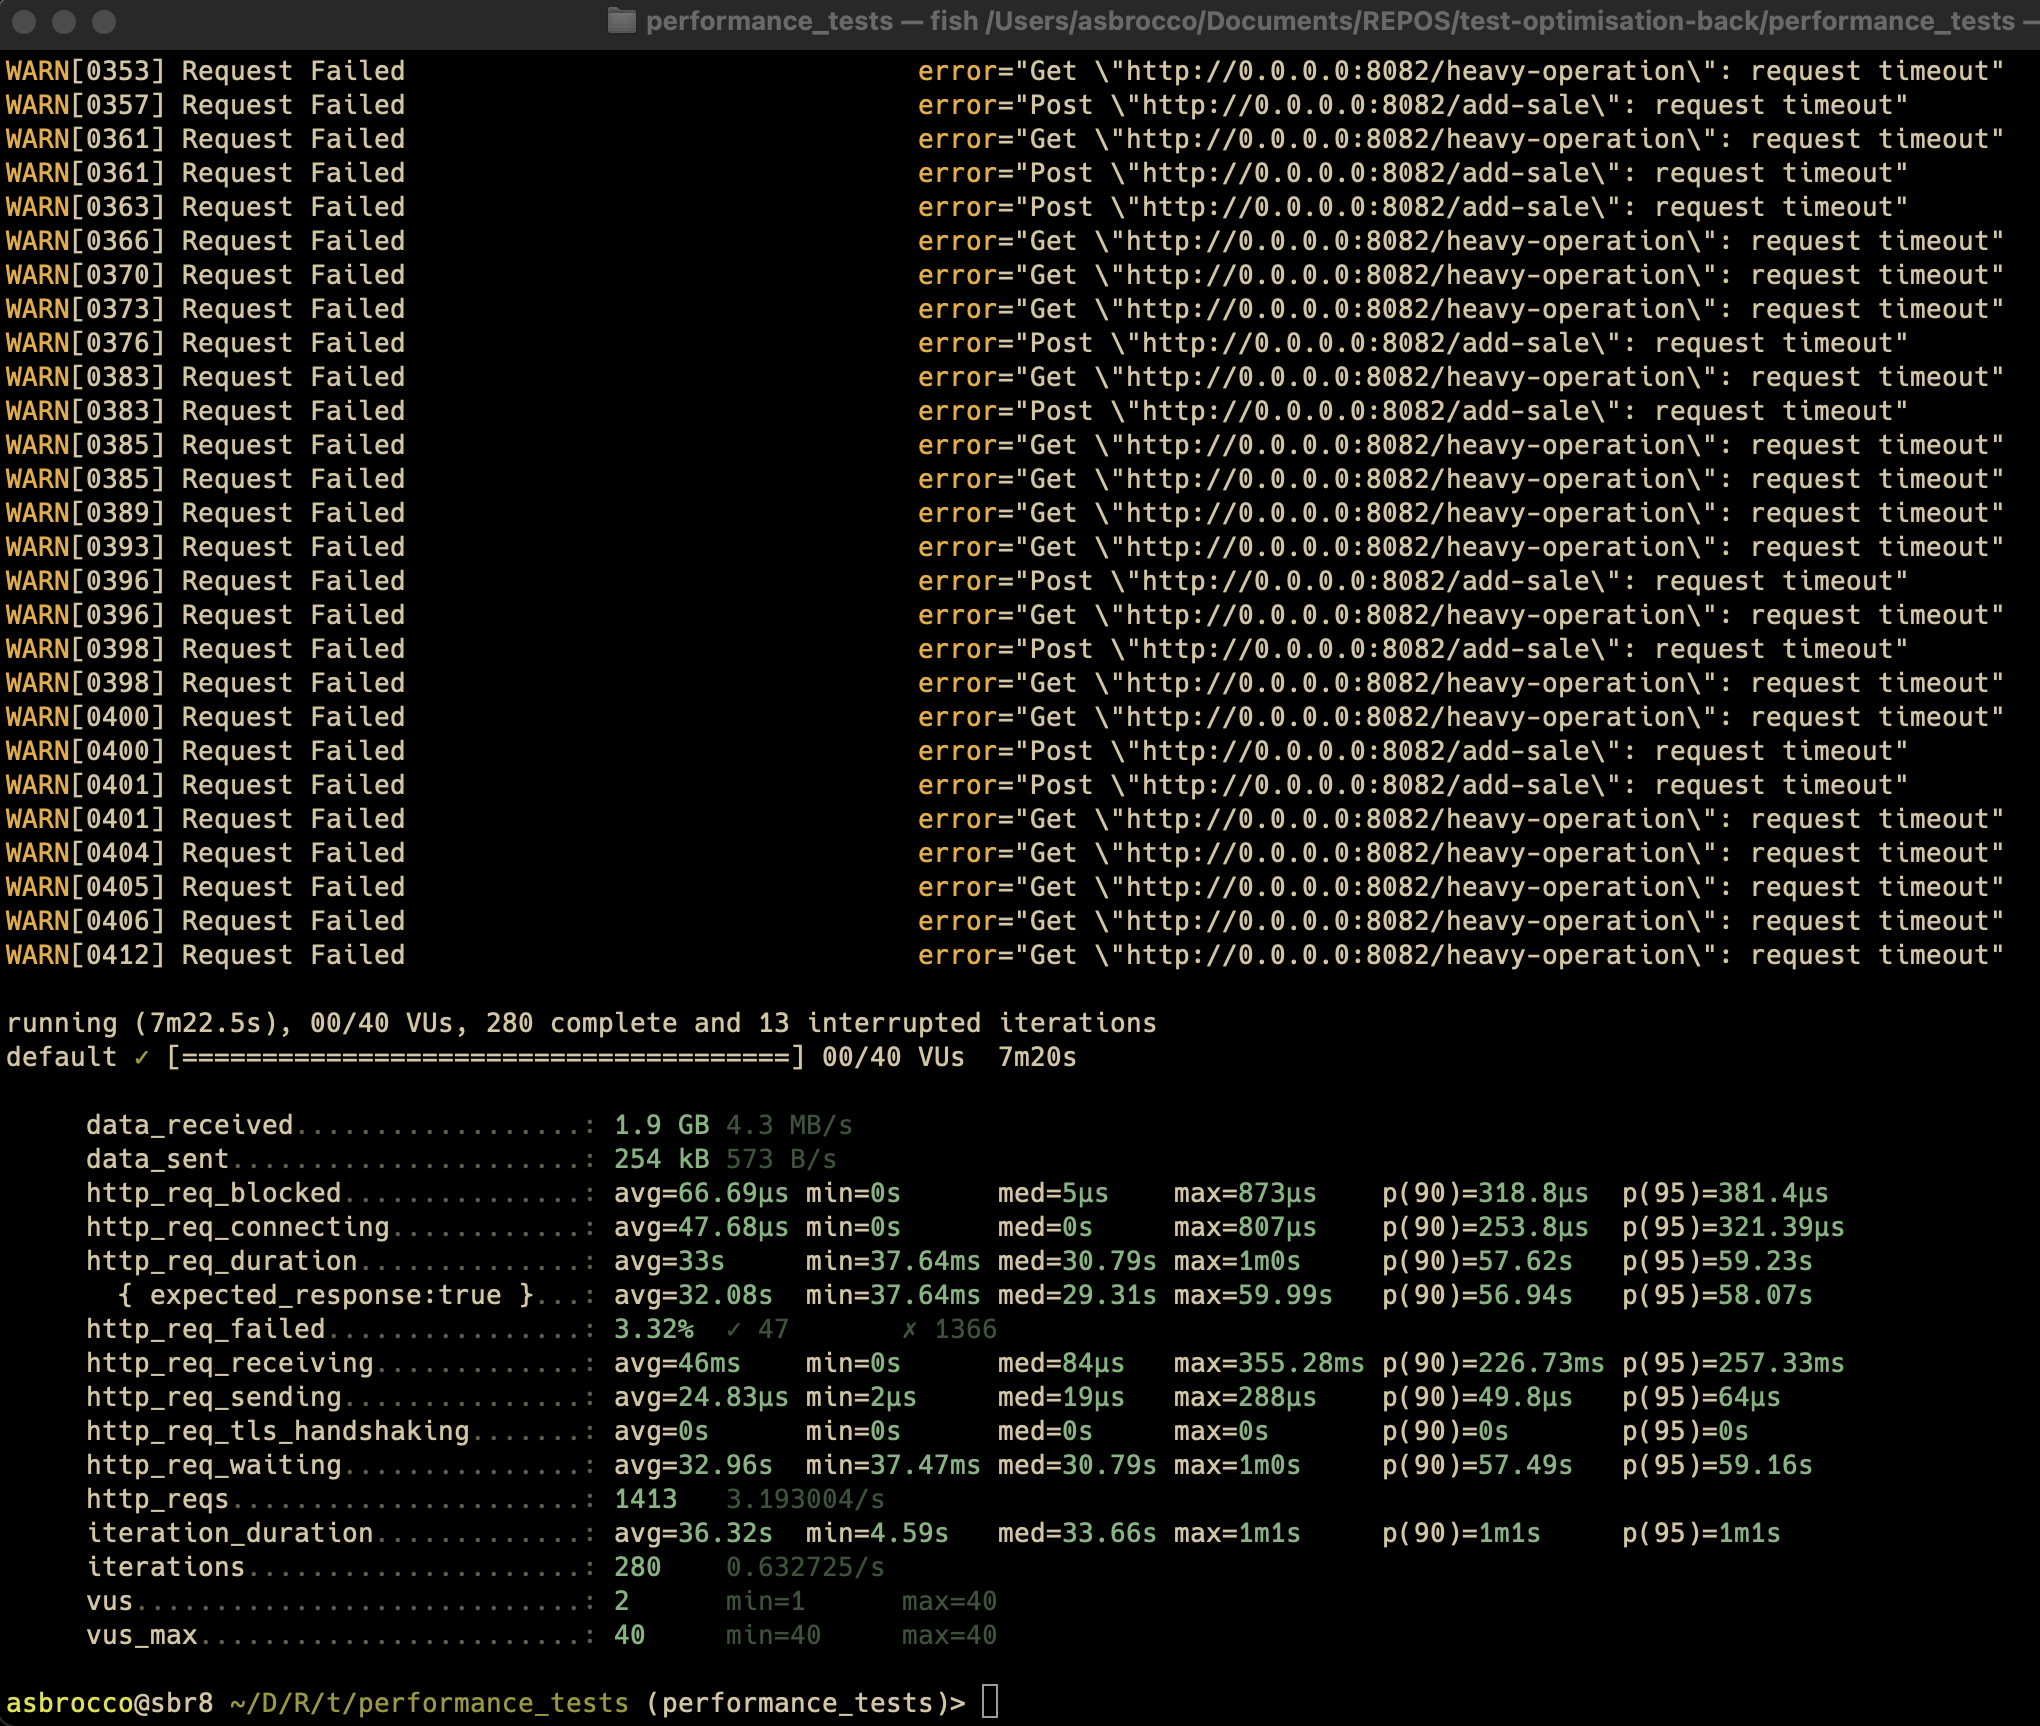 performance_tests — fish /Users/asbrocco/Documents/REPOS/test-optimisation-back/performance_tests —
WARN[0353] Request Failed error="Get \"http://0.0.0.0:8082/heavy-operation\": request timeout"
WARN[0357] Request Failed error="Post \"http://0.0.0.0:8082/add-sale\": request timeout"
WARN[0361] Request Failed error="Get \"http://0.0.0.0:8082/heavy-operation\": request timeout"
WARN[0361] Request Failed error="Post \"http://0.0.0.0:8082/add-sale\": request timeout"
WARN[0363] Request Failed error="Post \"http://0.0.0.0:8082/add-sale\": request timeout"
WARN[0366] Request Failed error="Get \"http://0.0.0.0:8082/heavy-operation\": request timeout"
WARN[0370] Request Failed error="Get \"http://0.0.0.0:8082/heavy-operation\": request timeout"
WARN[0373] Request Failed error="Get \"http://0.0.0.0:8082/heavy-operation\": request timeout"
WARN[0376] Request Failed error="Post \"http://0.0.0.0:8082/add-sale\": request timeout"
WARN[0383] Request Failed error="Get \"http://0.0.0.0:8082/heavy-operation\": request timeout"
WARN[0383] Request Failed error="Post \"http://0.0.0.0:8082/add-sale\": request timeout"
WARN[0385] Request Failed error="Get \"http://0.0.0.0:8082/heavy-operation\": request timeout"
WARN[0385] Request Failed error="Get \"http://0.0.0.0:8082/heavy-operation\": request timeout"
WARN[0389] Request Failed error="Get \"http://0.0.0.0:8082/heavy-operation\": request timeout"
WARN[0393] Request Failed error="Get \"http://0.0.0.0:8082/heavy-operation\": request timeout"
WARN[0396] Request Failed error="Post \"http://0.0.0.0:8082/add-sale\": request timeout"
WARN[0396] Request Failed error="Get \"http://0.0.0.0:8082/heavy-operation\": request timeout"
WARN[0398] Request Failed error="Post \"http://0.0.0.0:8082/add-sale\": request timeout"
WARN[0398] Request Failed error="Get \"http://0.0.0.0:8082/heavy-operation\": request timeout"
WARN[0400] Request Failed error="Get \"http://0.0.0.0:8082/heavy-operation\": request timeout"
WARN[0400] Request Failed error="Post \"http://0.0.0.0:8082/add-sale\": request timeout"
WARN[0401] Request Failed error="Post \"http://0.0.0.0:8082/add-sale\": request timeout"
WARN[0401] Request Failed error="Get \"http://0.0.0.0:8082/heavy-operation\": request timeout"
WARN[0404] Request Failed error="Get \"http://0.0.0.0:8082/heavy-operation\": request timeout"
WARN[0405] Request Failed error="Get \"http://0.0.0.0:8082/heavy-operation\": request timeout"
WARN[0406] Request Failed error="Get \"http://0.0.0.0:8082/heavy-operation\": request timeout"
WARN[0412] Request Failed error="Get \"http://0.0.0.0:8082/heavy-operation\": request timeout"
running (7m22.5s), 00/40 VUs, 280 complete and 13 interrupted iterations
default ✓ [======================================] 00/40 VUs  7m20s
data_received..................: 1.9 GB 4.3 MB/s
data_sent......................: 254 kB 573 B/s
http_req_blocked...............: avg=66.69µs min=0s med=5µs max=873µs p(90)=318.8µs p(95)=381.4µs
http_req_connecting............: avg=47.68µs min=0s med=0s max=807µs p(90)=253.8µs p(95)=321.39µs
http_req_duration..............: avg=33s min=37.64ms med=30.79s max=1m0s p(90)=57.62s p(95)=59.23s
{ expected_response:true }...: avg=32.08s min=37.64ms med=29.31s max=59.99s p(90)=56.94s p(95)=58.07s
http_req_failed................: 3.32% ✓ 47 ✗ 1366
http_req_receiving.............: avg=46ms min=0s med=84µs max=355.28ms p(90)=226.73ms p(95)=257.33ms
http_req_sending...............: avg=24.83µs min=2µs med=19µs max=288µs p(90)=49.8µs p(95)=64µs
http_req_tls_handshaking.......: avg=0s min=0s med=0s max=0s p(90)=0s p(95)=0s
http_req_waiting...............: avg=32.96s min=37.47ms med=30.79s max=1m0s p(90)=57.49s p(95)=59.16s
http_reqs......................: 1413 3.193004/s
iteration_duration.............: avg=36.32s min=4.59s med=33.66s max=1m1s p(90)=1m1s p(95)=1m1s
iterations.....................: 280 0.632725/s
vus............................: 2 min=1 max=40
vus_max........................: 40 min=40 max=40
asbrocco@sbr8 ~/D/R/t/performance_tests (performance_tests)>